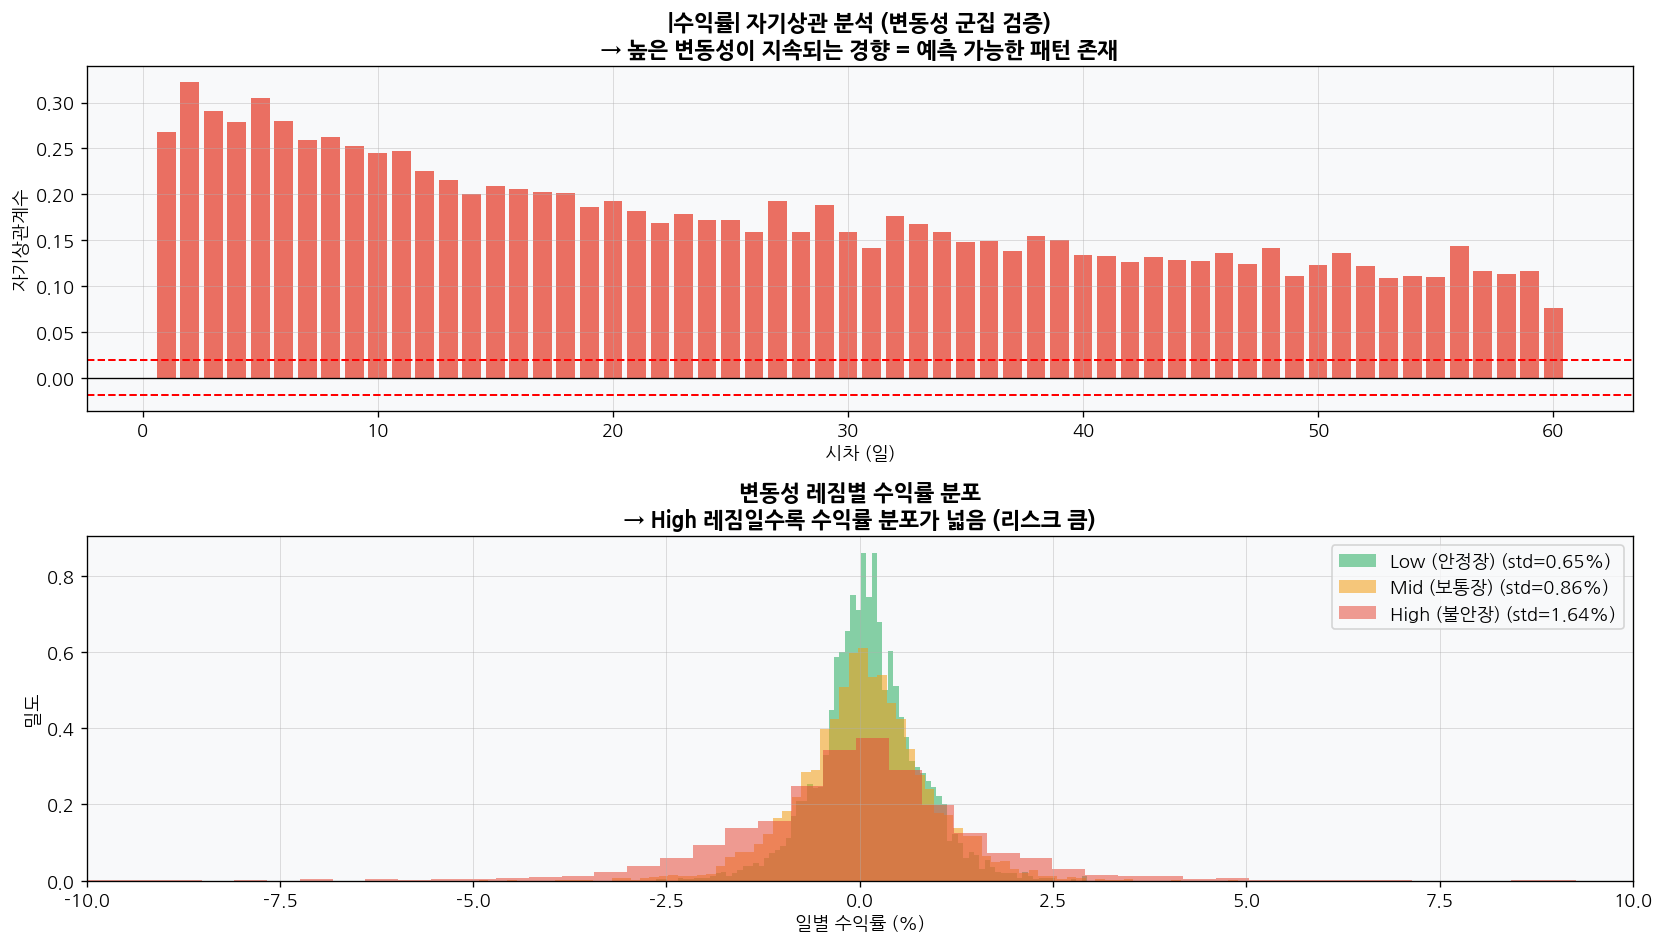 |수익률| 자기상관 분석 (변동성 군집 검증)
→ 높은 변동성이 지속되는 경향 = 예측 가능한 패턴 존재
자기상관계수
0.30
0.25
0.20
0.15
0.10
0.05
0.00
0 10 20 30 40 50 60
시차 (일)
변동성 레짐별 수익률 분포
→ High 레짐일수록 수익률 분포가 넓음 (리스크 큼)
밀도
0.8
0.6
0.4
0.2
0.0
Low (안정장) (std=0.65%)
Mid (보통장) (std=0.86%)
High (불안장) (std=1.64%)
-10.0 -7.5 -5.0 -2.5 0.0 2.5 5.0 7.5 10.0
일별 수익률 (%)